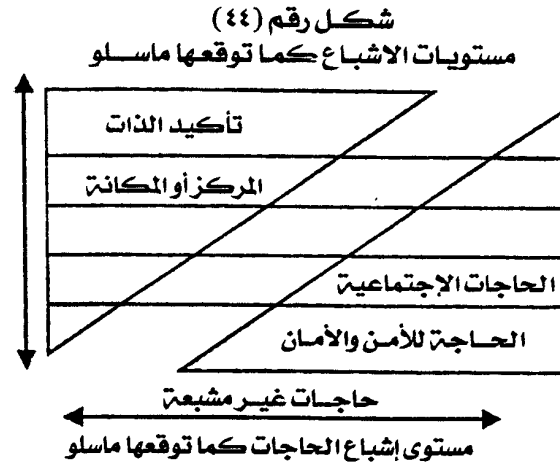 شكل رقم (٤٤)
مستويات الاشباع كما توقعها ماسلو
تأكيد الذات
المركز أو المكانة
الحاجات الإجتماعية
الحاجة للأمن والأمان
حاجات غير مشبعة
مستوى إشباع الحاجات كما توقعها ماسلو